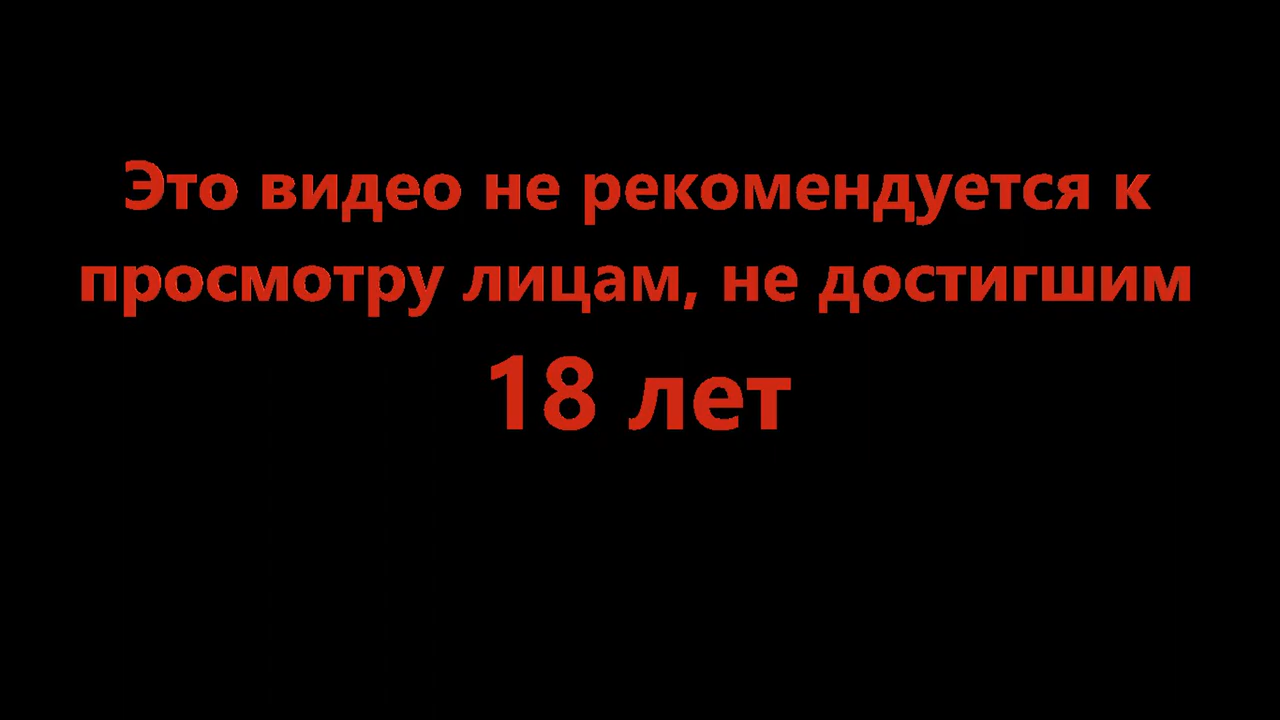 Это видео не рекомендуется к
просмотру лицам, не достигшим
18 лет